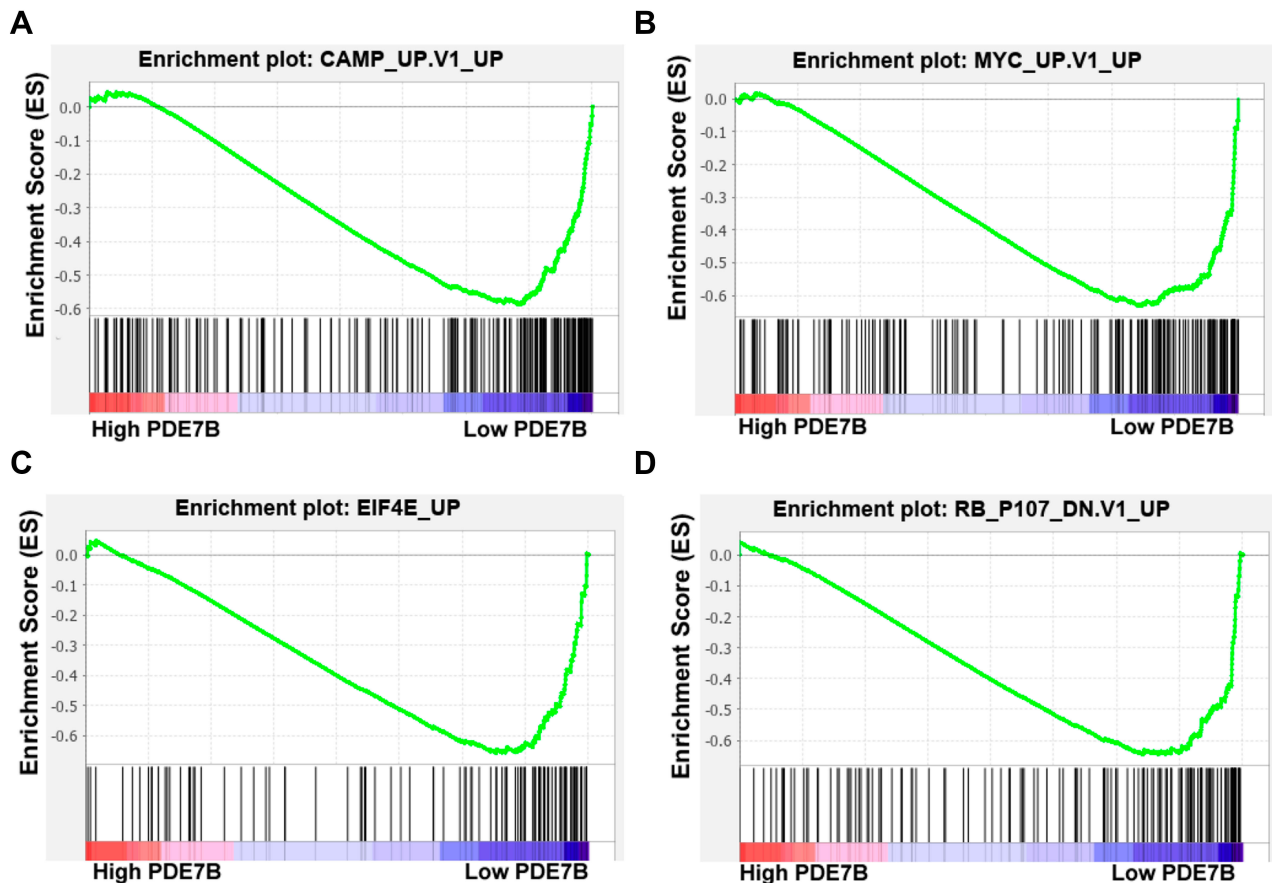 A
Enrichment plot: CAMP_UP.V1_UP
Enrichment Score (ES)
0.0
-0.1
-0.2
-0.3
-0.4
-0.5
-0.6
High PDE7B
Low PDE7B
B
Enrichment plot: MYC_UP.V1_UP
Enrichment Score (ES)
0.0
-0.1
-0.2
-0.3
-0.4
-0.5
-0.6
High PDE7B
Low PDE7B
C
Enrichment plot: EIF4E_UP
Enrichment Score (ES)
0.0
-0.1
-0.2
-0.3
-0.4
-0.5
-0.6
High PDE7B
Low PDE7B
D
Enrichment plot: RB_P107_DN.V1_UP
Enrichment Score (ES)
0.0
-0.1
-0.2
-0.3
-0.4
-0.5
-0.6
High PDE7B
Low PDE7B